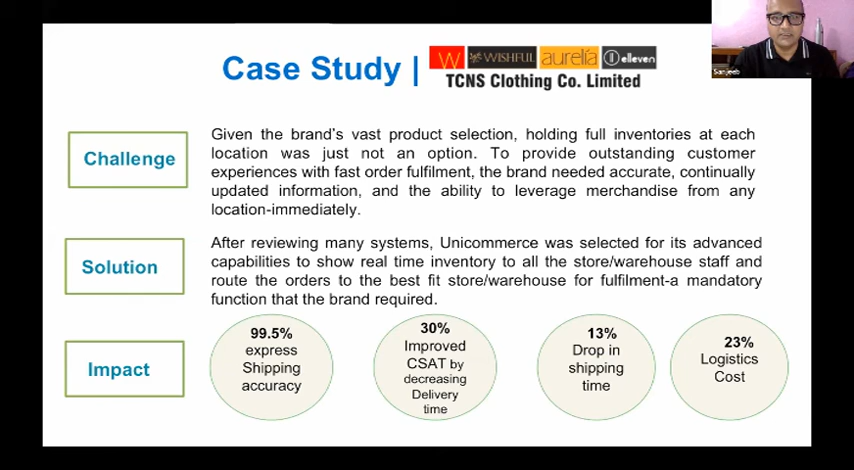 Case Study |
W WISHFUL aurelia elleven
TCNS Clothing Co. Limited
Sanjeeb
Challenge
Given the brand's vast product selection, holding full inventories at each
location was just not an option. To provide outstanding customer
experiences with fast order fulfilment, the brand needed accurate, continually
updated information, and the ability to leverage merchandise from any
location-immediately.
Solution
After reviewing many systems, Unicommerce was selected for its advanced
capabilities to show real time inventory to all the store/warehouse staff and
route the orders to the best fit store/warehouse for fulfilment-a mandatory
function that the brand required.
Impact
99.5%
express
Shipping
accuracy
30%
Improved
CSAT by
decreasing
Delivery
time
13%
Drop in
shipping
time
23%
Logistics
Cost